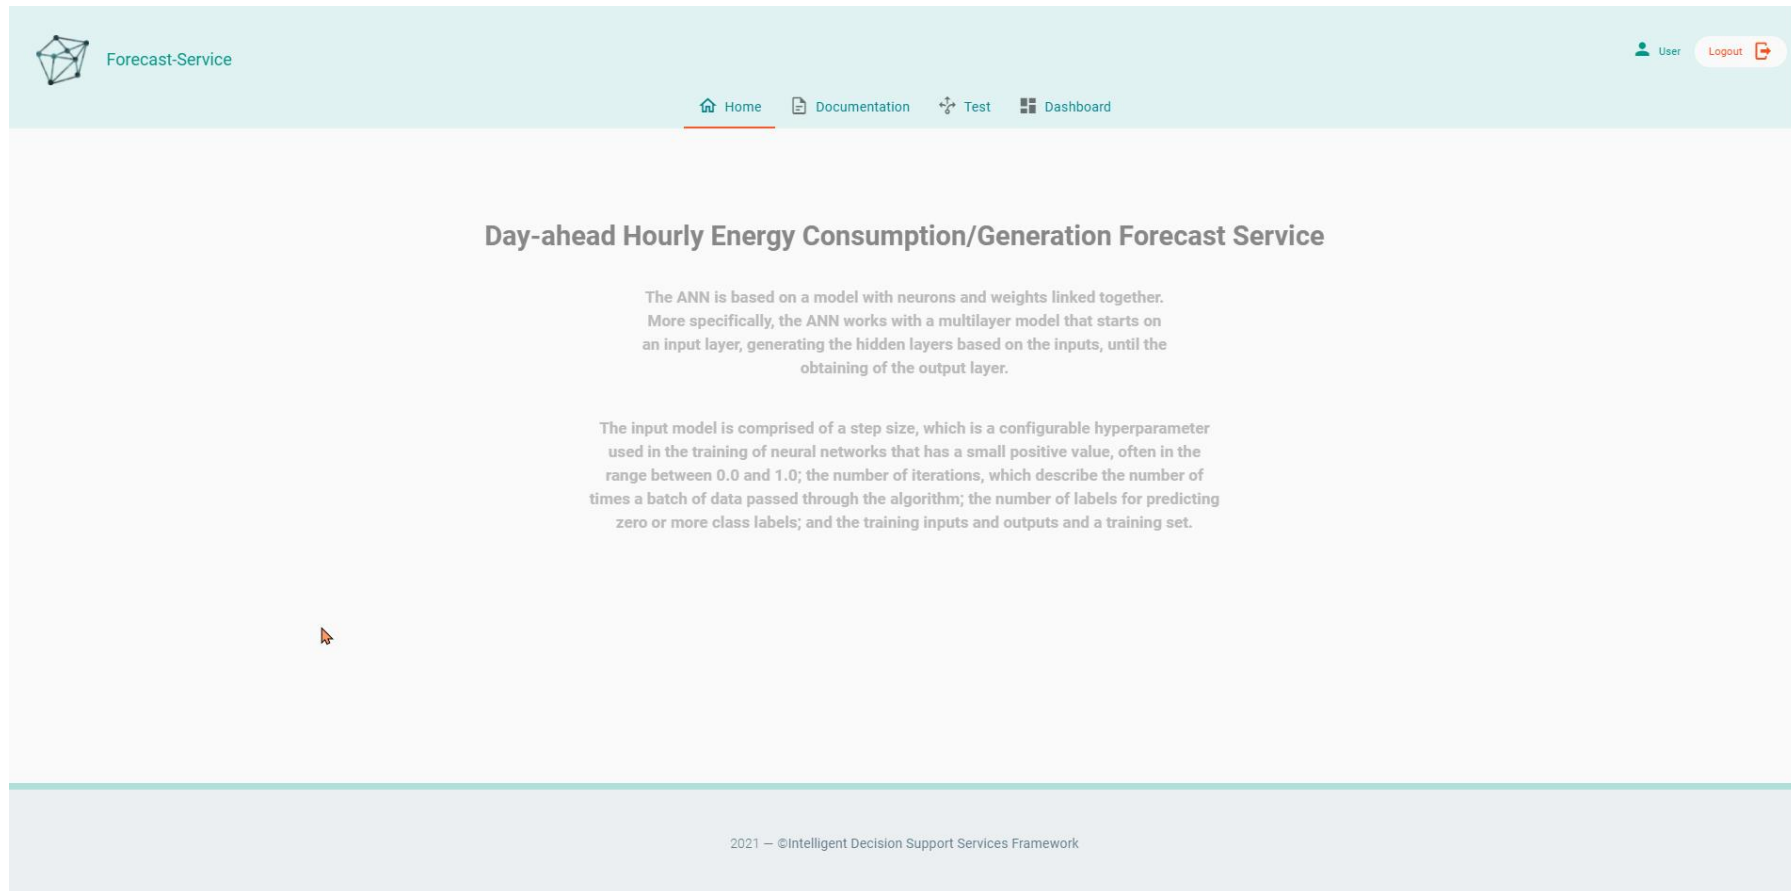 Forecast-Service
User
Logout
Home
Documentation
Test
Dashboard
Day-ahead Hourly Energy Consumption/Generation Forecast Service
The ANN is based on a model with neurons and weights linked together.
More specifically, the ANN works with a multilayer model that starts on
an input layer, generating the hidden layers based on the inputs, until the
obtaining of the output layer.
The input model is comprised of a step size, which is a configurable hyperparameter
used in the training of neural networks that has a small positive value, often in the
range between 0.0 and 1.0; the number of iterations, which describe the number of
times a batch of data passed through the algorithm; the number of labels for predicting
zero or more class labels; and the training inputs and outputs and a training set.
2021 — ©Intelligent Decision Support Services Framework